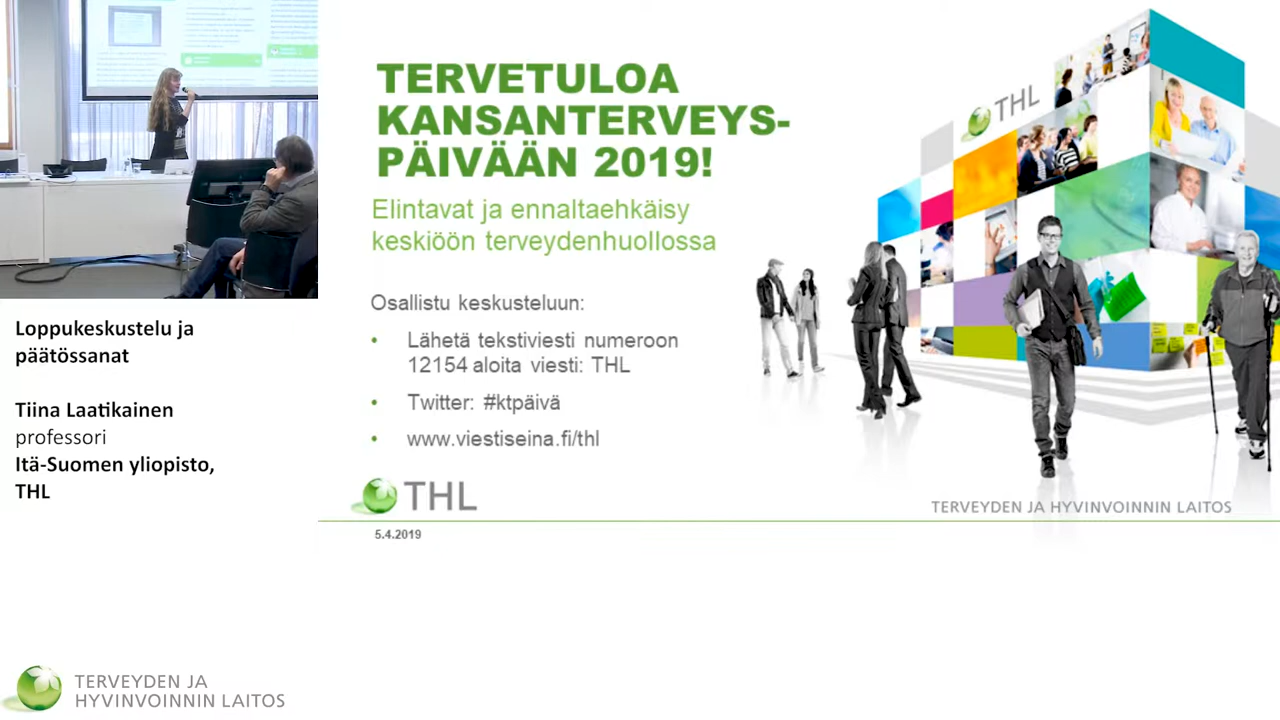 TERVETULOA
KANSANTERVEYS-
PÄIVÄÄN 2019!
Elintavat ja ennaltaehkäisy
keskiöön terveydenhuollossa
Osallistu keskusteluun:
• Lähetä tekstiviesti numeroon
12154 aloita viesti: THL
• Twitter: #ktpäivä
• www.viestiseina.fi/thl
THL
THL
TERVEYDEN JA HYVINVOINNIN LAITOS
5.4.2019
Loppukeskustelu ja
päätössanat
Tiina Laatikainen
professori
Itä-Suomen yliopisto,
THL
TERVEYDEN JA
HYVINVOINNIN LAITOS